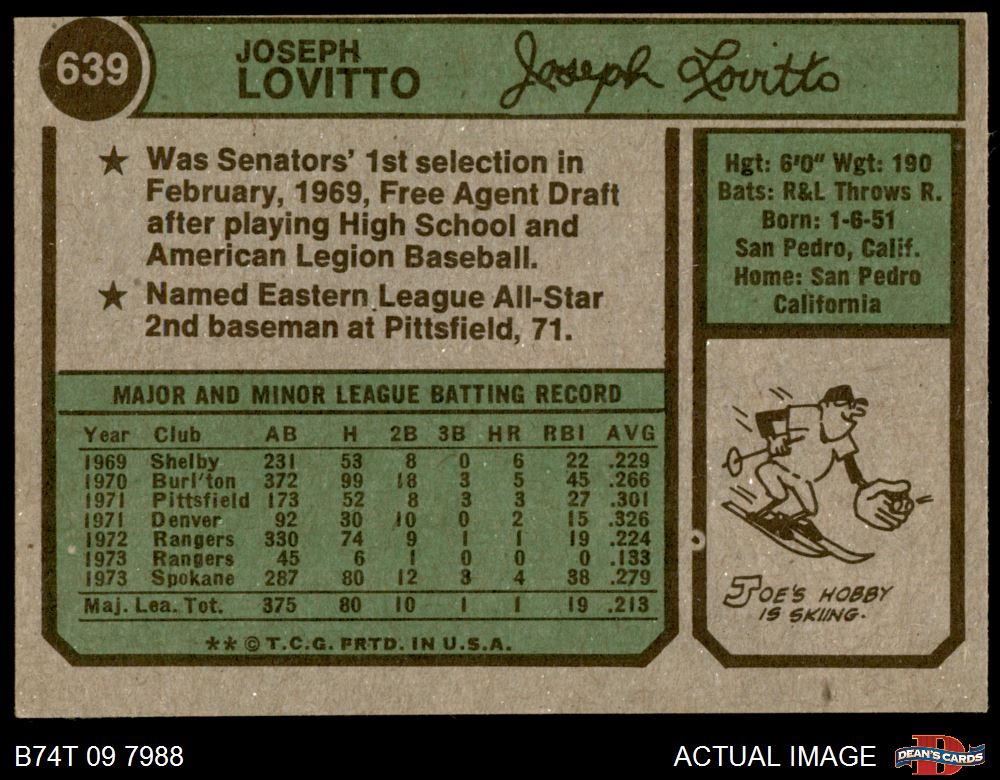 639
JOSEPH
LOVITTO
Joseph Lovitto
★ Was Senators' 1st selection in
February, 1969, Free Agent Draft
after playing High School and
American Legion Baseball.
★ Named Eastern League All-Star
2nd baseman at Pittsfield, 71.
Hgt: 6'0" Wgt: 190
Bats: R&L Throws R.
Born: 1-6-51
San Pedro, Calif.
Home: San Pedro
California
MAJOR AND MINOR LEAGUE BATTING RECORD
Year Club AB H 2B 3B HR RBI AVG
1969 Shelby 231 53 8 0 6 22 .229
1970 Burl'ton 372 99 18 3 5 45 .266
1971 Pittsfield 173 52 8 3 3 27 .301
1971 Denver 92 30 10 0 2 15 .326
1972 Rangers 330 74 9 1 1 19 .224
1973 Rangers 45 6 1 0 0 0 .133
1973 Spokane 287 80 12 3 4 38 .279
Maj. Lea. Tot. 375 80 10 1 1 19 .213
** © T.C.G. PRTD. IN U.S.A.
JOE'S HOBBY
IS SKIING.
B74T 09 7988
ACTUAL IMAGE
D
DEAN'S CARDS